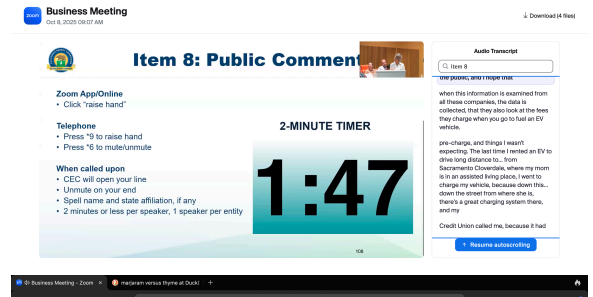 zoom
Business Meeting
Oct 8, 2025 09:07 AM
Download (4 files)
Item 8: Public Comment
Zoom App/Online
• Click "raise hand"
Telephone
• Press *9 to raise hand
• Press *6 to mute/unmute
When called upon
• CEC will open your line
• Unmute on your end
• Spell name and state affiliation, if any
• 2 minutes or less per speaker, 1 speaker per entity
2-MINUTE TIMER
1:47
108
Audio Transcript
Item 8
the public, and I hope that
when this information is examined from
all these companies, the data is
collected, that they also look at the fees
they charge when you go to fuel an EV
vehicle.
pre-charge, and things I wasn't
expecting. The last time I rented an EV to
drive long distance to... from
Sacramento Cloverdale, where my mom
is in an assisted living place, I went to
charge my vehicle, because down this...
down the street from where she is,
there's a great charging system there,
and my
Credit Union called me, because it had
Resume autoscrolling
Business Meeting - Zoom
marjaram versus thyme at Duck